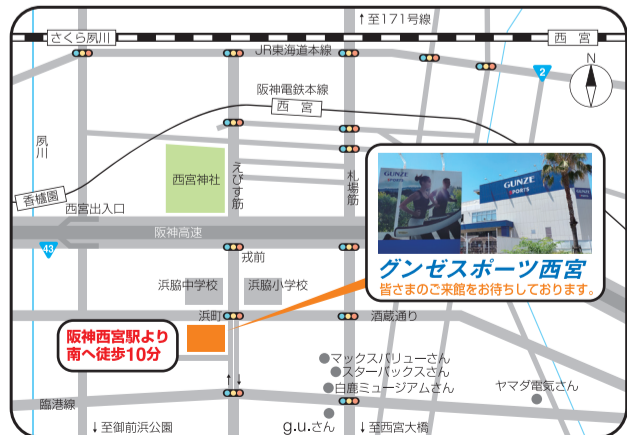 ↑至171号線
さくら夙川
西宮
JR東海道本線
2
N
阪神電鉄本線
西宮
夙川
西宮神社
えびす筋
札場筋
GUNZE SPORTS
GUNZE
SPORTS
香櫨園
西宮出入口
阪神高速
43
戎前
グンゼスポーツ西宮
皆さまのご来館をお待ちしております。
浜脇中学校
浜脇小学校
浜町
酒蔵通り
阪神西宮駅より
南へ徒歩10分
マックスバリューさん
スターバックスさん
白鹿ミュージアムさん
ヤマダ電気さん
臨港線
↓至御前浜公園
g.u.さん
↓至西宮大橋